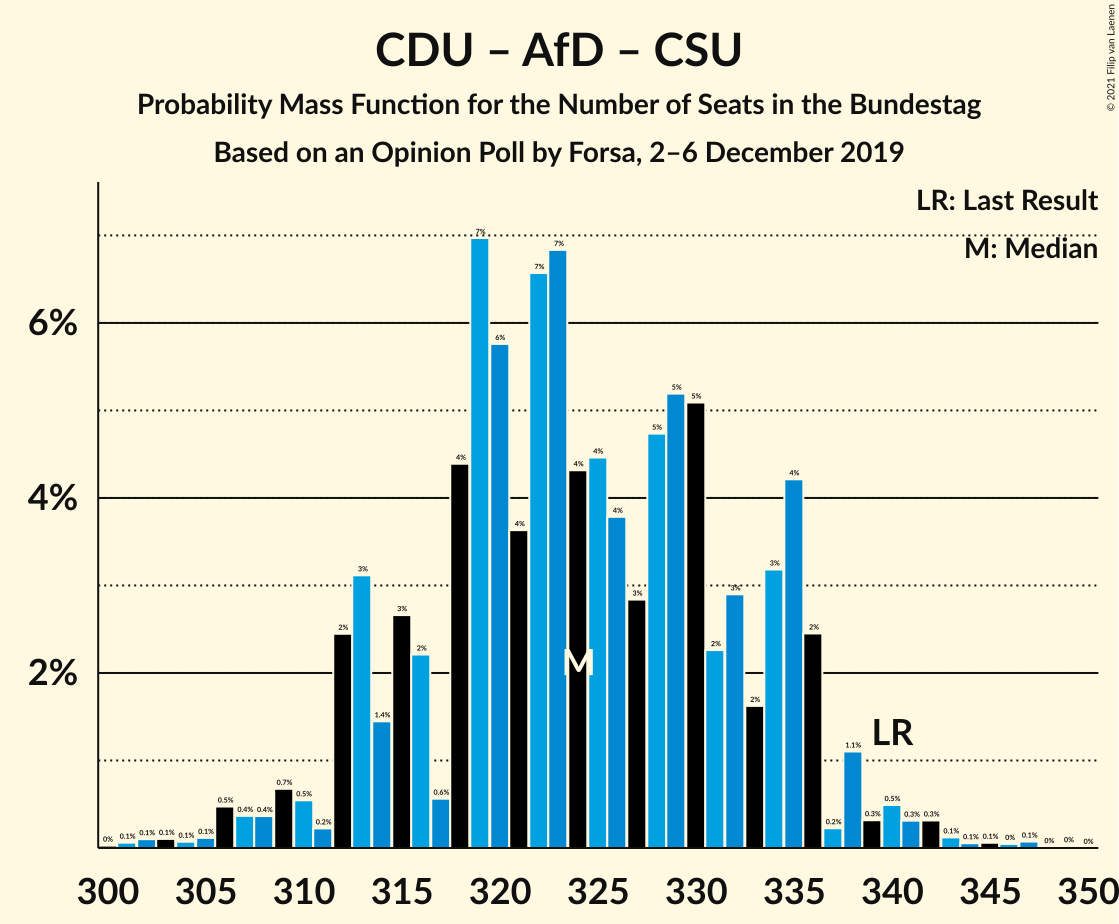 CDU – AfD – CSU
Probability Mass Function for the Number of Seats in the Bundestag
Based on an Opinion Poll by Forsa, 2–6 December 2019
© 2021 Filip van Laenen
LR: Last Result
M: Median
6%
4%
2%
0% 0.1% 0.1% 0.1% 0.1% 0.1% 0.5% 0.4% 0.4% 0.7% 0.5% 0.2% 2% 3% 1.4% 3% 2% 0.6% 4% 7% 6% 4% 7% 7% 4% 4% 4% 3% 5% 5% 5% 2% 3% 2% 3% 4% 2% 0.2% 1.1% 0.3% 0.5% 0.3% 0.3% 0.1% 0.1% 0.1% 0% 0.1% 0% 0% 0%
M
LR
300 305 310 315 320 325 330 335 340 345 350